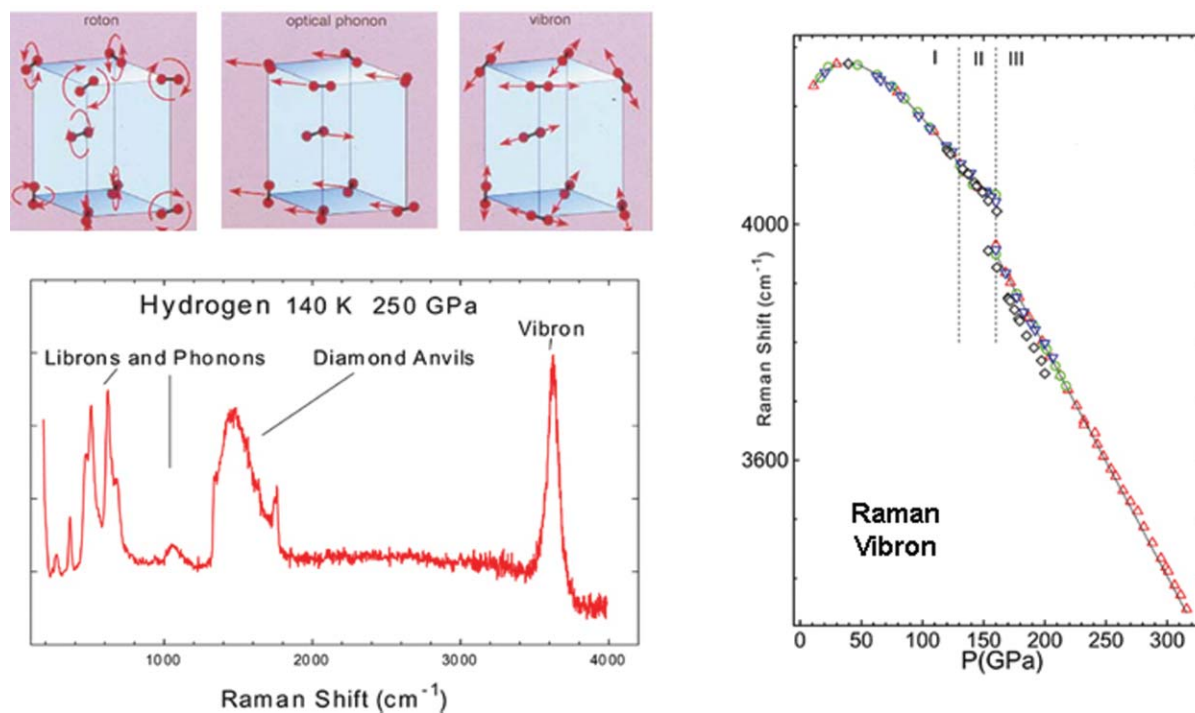 roton
optical phonon
vibron
Hydrogen 140 K 250 GPa
Vibron
Librons and Phonons
Diamond Anvils
1000
2000
3000
4000
Raman Shift (cm-1)
I
II
III
4000
3600
Raman Shift (cm-1)
Raman
Vibron
0
50
100
150
200
250
300
P(GPa)